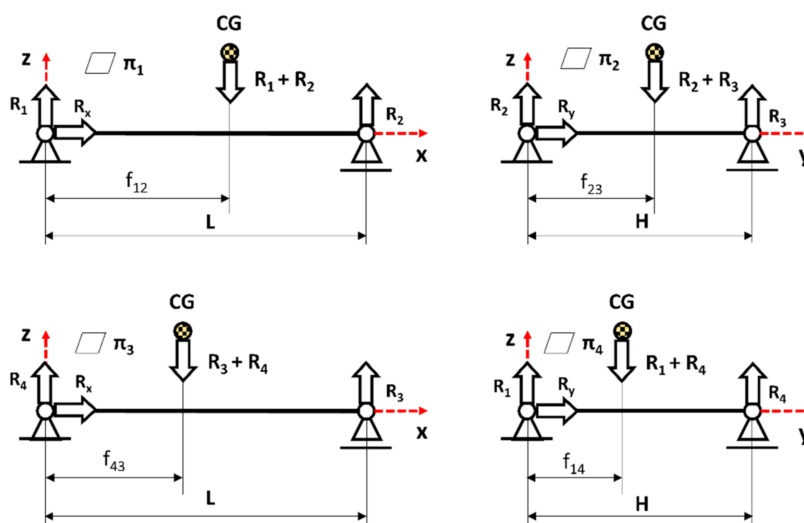 CG
z
π1
R1 + R2
R1
Rx
R2
x
f12
L
CG
z
π2
R2 + R3
R2
Ry
R3
y
f23
H
CG
z
π3
R3 + R4
R4
Rx
R3
x
f43
L
CG
z
π4
R1 + R4
R1
Ry
R4
y
f14
H